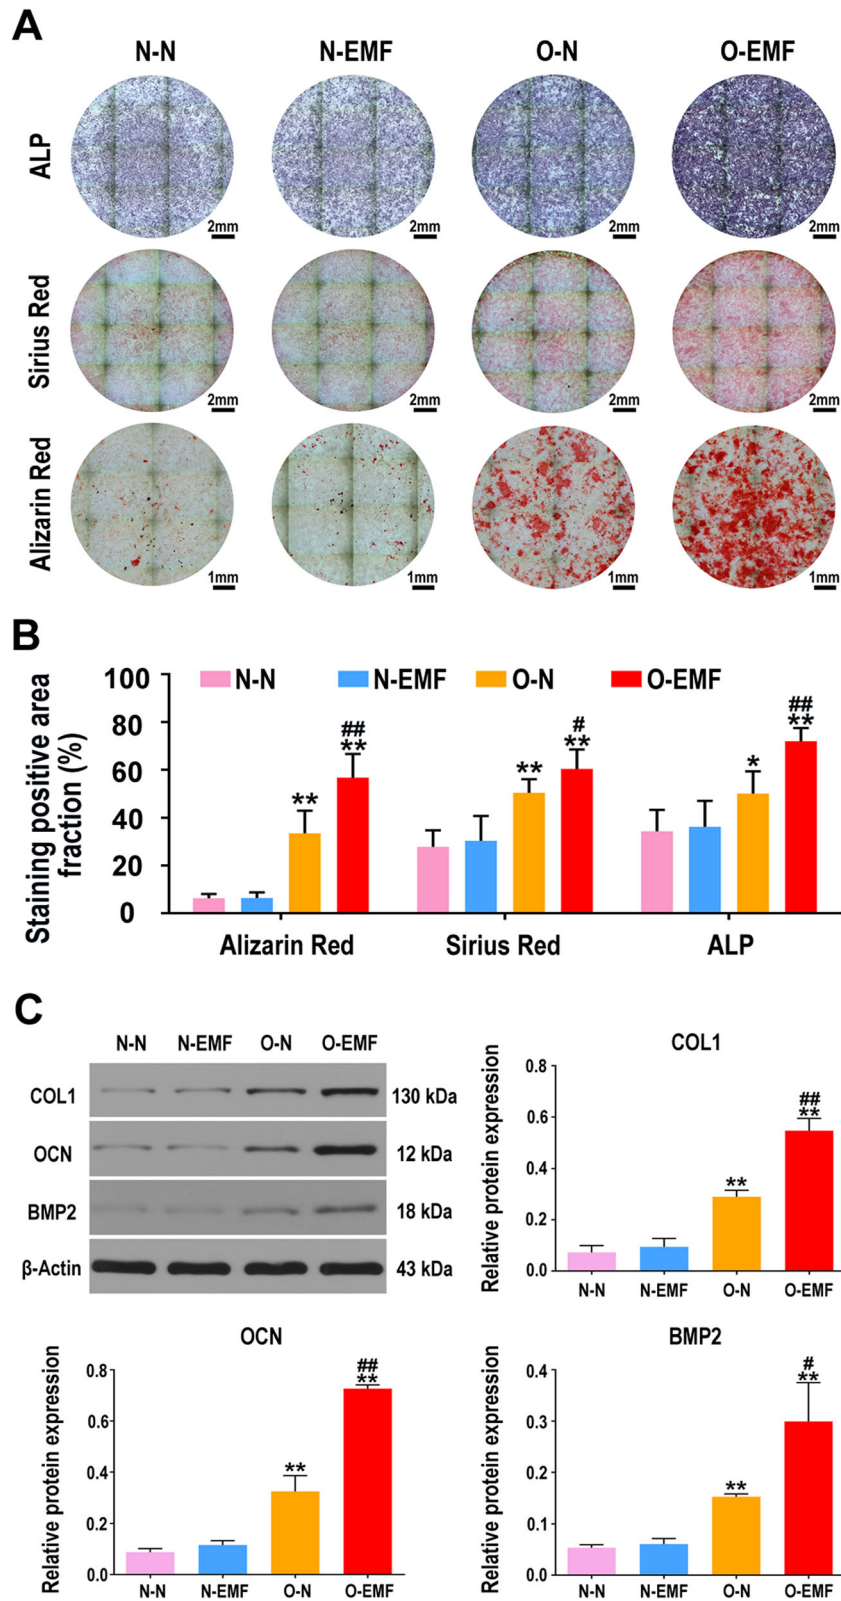 A
N-N N-EMF O-N O-EMF
ALP
2mm 2mm 2mm 2mm
Sirius Red
2mm 2mm 2mm 2mm
Alizarin Red
1mm 1mm 1mm 1mm
B
Staining positive area
fraction (%)
100
80
60
40
20
0
N-N N-EMF O-N O-EMF
** ## **
** # **
* ## **
Alizarin Red Sirius Red ALP
C
N-N N-EMF O-N O-EMF
COL1 130 kDa
OCN 12 kDa
BMP2 18 kDa
β-Actin 43 kDa
COL1
Relative protein expression
0.8
0.6
0.4
0.2
0.0
** ## **
N-N N-EMF O-N O-EMF
OCN
Relative protein expression
0.8
0.6
0.4
0.2
0.0
** ## **
N-N N-EMF O-N O-EMF
BMP2
Relative protein expression
0.4
0.3
0.2
0.1
0.0
** # **
N-N N-EMF O-N O-EMF